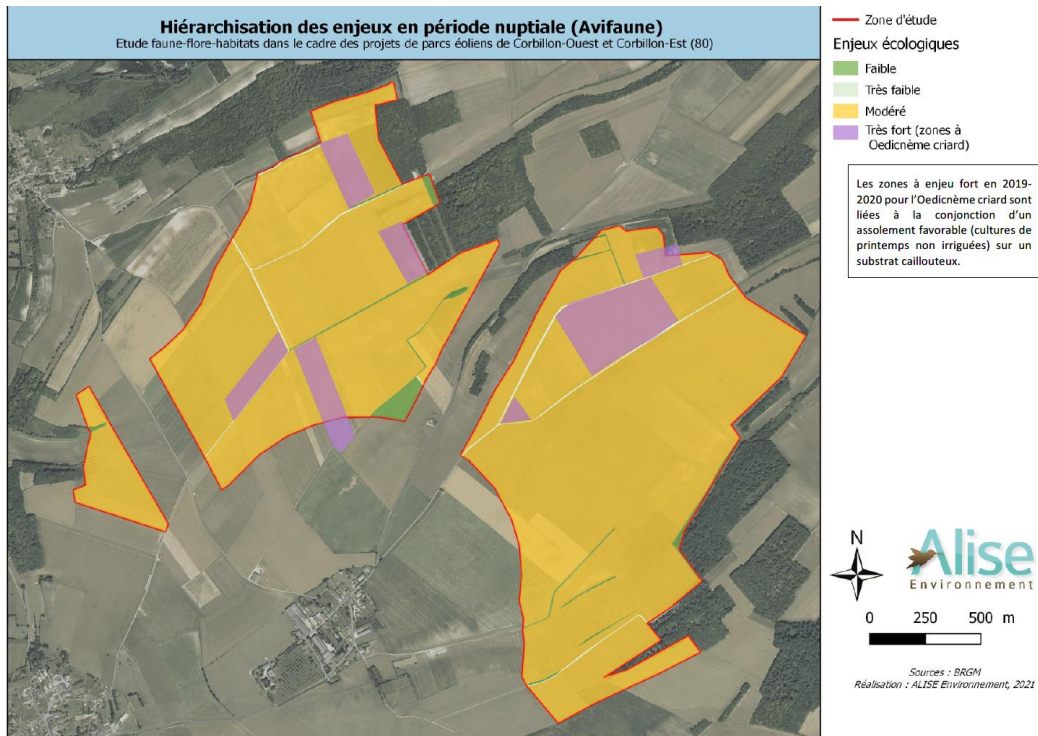 Hiérarchisation des enjeux en période nuptiale (Avifaune)
Etude faune-flore-habitats dans le cadre des projets de parcs éoliens de Corbillon-Ouest et Corbillon-Est (80)
Zone d'étude
Enjeux écologiques
Faible
Très faible
Modéré
Très fort (zones à
Oedicnème criard)
Les zones à enjeu fort en 2019-
2020 pour l'Oedicnème criard sont
liées à la conjonction d'un
assolement favorable (cultures de
printemps non irriguées) sur un
substrat caillouteux.
N
Alise
Environnement
0 250 500 m
Sources : BRGM
Réalisation : ALISE Environnement, 2021